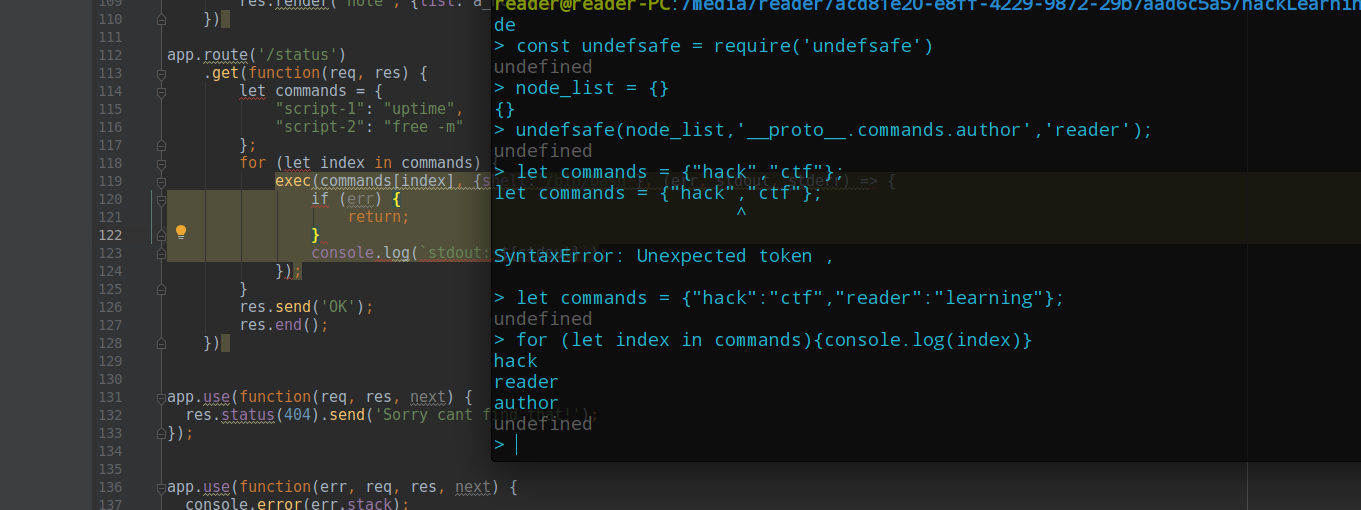 109 res.render('note', {list: a_
110 })
111
112 app.route('/status')
113 .get(function(req, res) {
114 let commands = {
115 "script-1": "uptime",
116 "script-2": "free -m"
117 };
118 for (let index in commands) {
119 exec(commands[index], {shell: (err, stdout, stderr) => {
120 if (err) {
121 return;
122 }
123 console.log(`stdout:
124 });
125 }
126 res.send('OK');
127 res.end();
128 })
129
130
131 app.use(function(req, res, next) {
132 res.status(404).send('Sorry cant find that!');
133 });
134
135
136 app.use(function(err, req, res, next) {
137 console.error(err.stack);
reader@reader-PC:/media/reader/acd81e20-e8ff-4229-9872-29b7aad6c5a5/hackLearnin
de
> const undefsafe = require('undefsafe')
undefined
> node_list = {}
{}
> undefsafe(node_list,'__proto__.commands.author','reader');
undefined
> let commands = {"hack","ctf"};
let commands = {"hack","ctf"};
^
SyntaxError: Unexpected token ,
> let commands = {"hack":"ctf","reader":"learning"};
undefined
> for (let index in commands){console.log(index)}
hack
reader
author
undefined
>